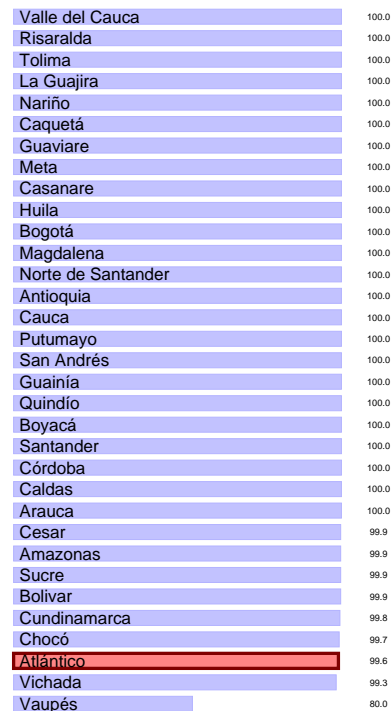 Valle del Cauca 100.0
Risaralda 100.0
Tolima 100.0
La Guajira 100.0
Nariño 100.0
Caquetá 100.0
Guaviare 100.0
Meta 100.0
Casanare 100.0
Huila 100.0
Bogotá 100.0
Magdalena 100.0
Norte de Santander 100.0
Antioquia 100.0
Cauca 100.0
Putumayo 100.0
San Andrés 100.0
Guainía 100.0
Quindío 100.0
Boyacá 100.0
Santander 100.0
Córdoba 100.0
Caldas 100.0
Arauca 100.0
Cesar 99.9
Amazonas 99.9
Sucre 99.9
Bolivar 99.9
Cundinamarca 99.8
Chocó 99.7
Atlántico 99.6
Vichada 99.3
Vaupés 80.0